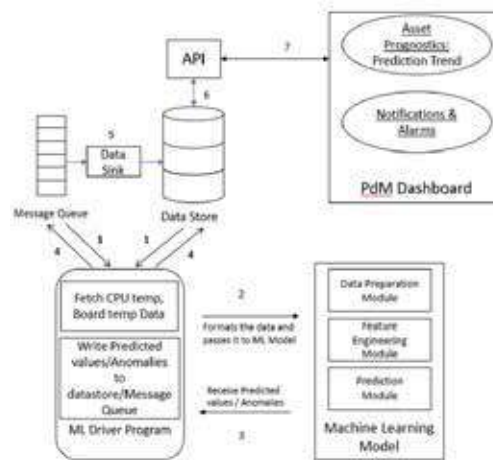 API
7
Asset
Prognostics:
Prediction Trend
Notifications &
Alarms
PdM Dashboard
6
5
Data
Sink
Message Queue
Data Store
4
1
1
4
Fetch CPU temp,
Board temp Data
Write Predicted
values/Anomalies
to
datastore/Message
Queue
ML Driver Program
2
Formats the data and
passes it to ML Model
Receive Predicted
values / Anomalies
3
Data Preparation
Module
Feature
Engineering
Module
Prediction
Module
Machine Learning
Model